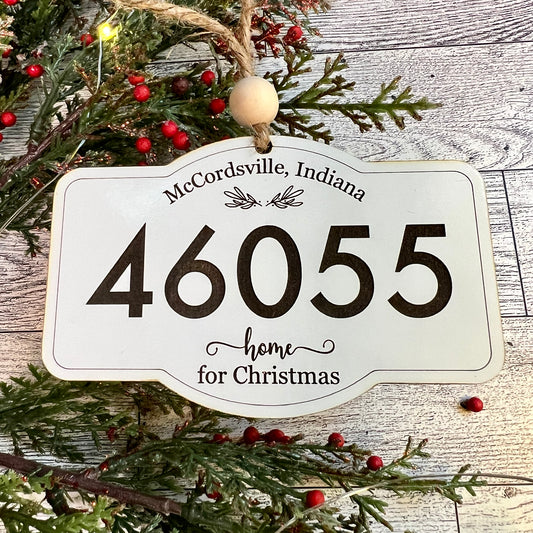 McCordsville, Indiana
46055
home
for Christmas